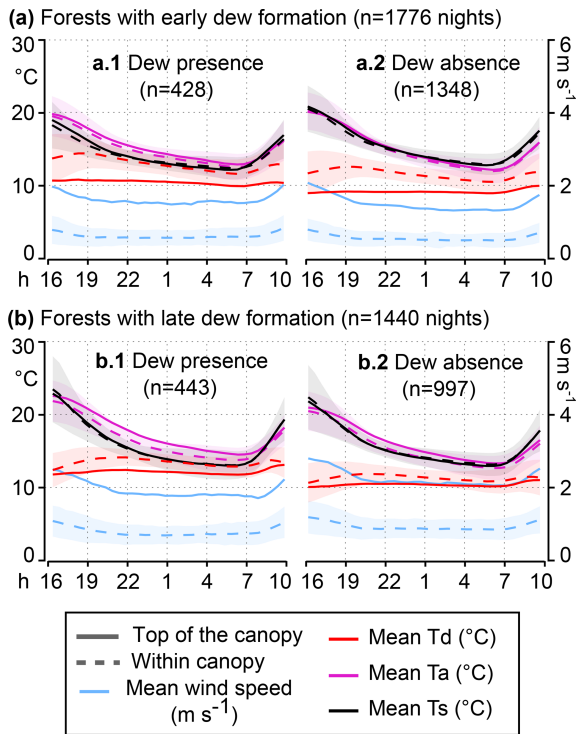 (a) Forests with early dew formation (n=1776 nights)
30 6
°C a.1 Dew presence a.2 Dew absence m s-1
(n=428) (n=1348)
20 4
10 2
0 0
h 16 19 22 1 4 7 10 16 19 22 1 4 7 10
(b) Forests with late dew formation (n=1440 nights)
30 6
°C b.1 Dew presence b.2 Dew absence m s-1
(n=443) (n=997)
20 4
10 2
0 0
h 16 19 22 1 4 7 10 16 19 22 1 4 7 10
Top of the canopy Mean Td (°C)
Within canopy Mean Ta (°C)
Mean wind speed Mean Ts (°C)
(m s-1)